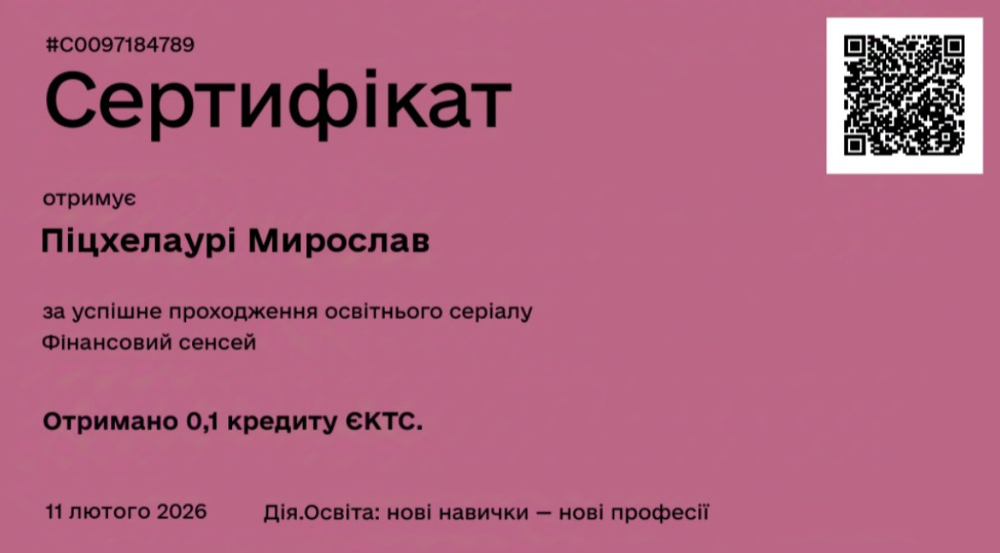 #C0097184789
Сертифікат
отримує
Піцхелаурі Мирослав
за успішне проходження освітнього серіалу
Фінансовий сенсей
Отримано 0,1 кредиту ЄКТС.
11 лютого 2026
Дія.Освіта: нові навички — нові професії